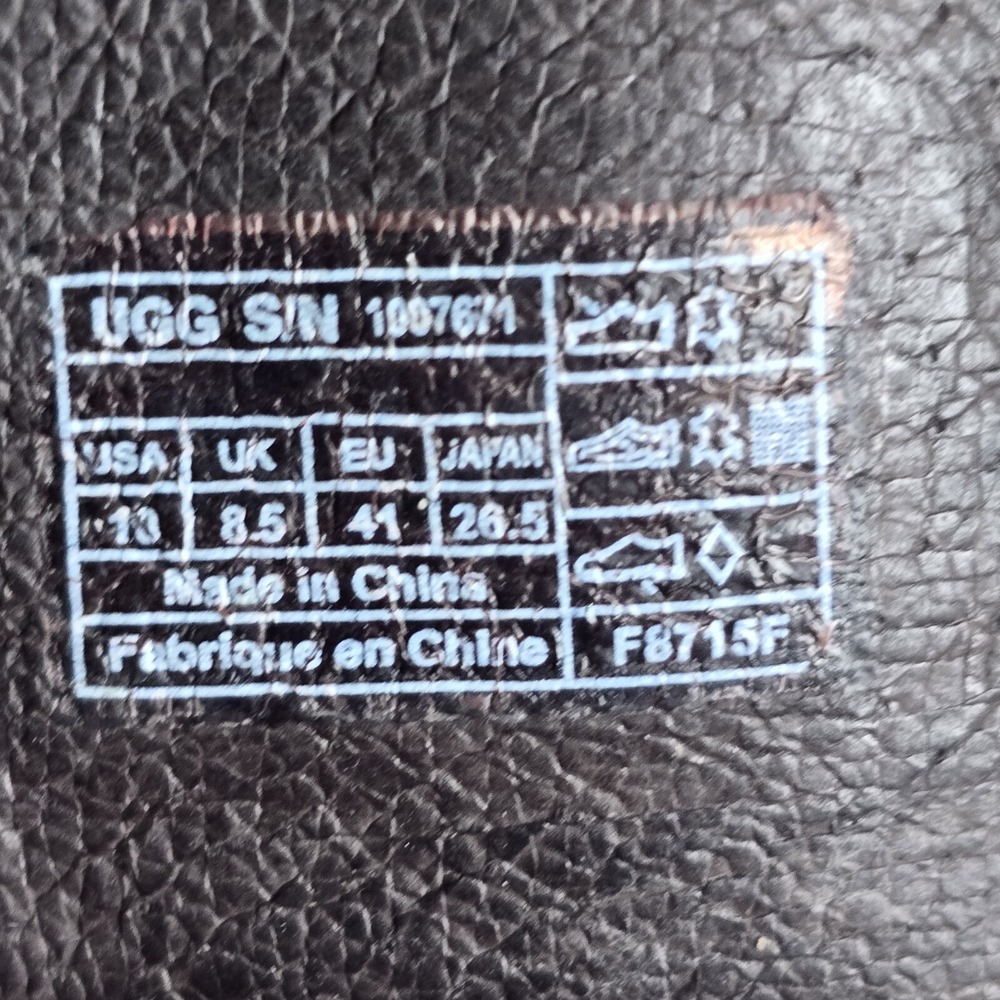 UGG S/N 1007671
USA UK EU JAPAN
10 8.5 41 26.5
Made in China
Fabrique en Chine
F8715F